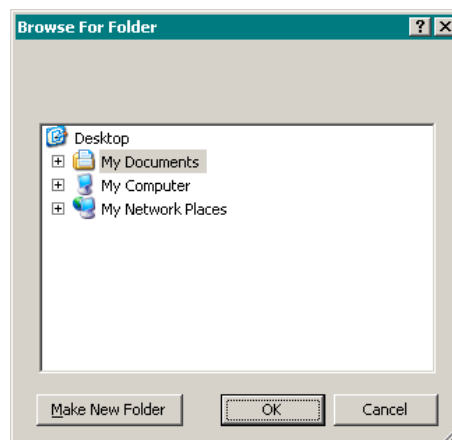 Browse For Folder
Desktop
My Documents
My Computer
My Network Places
Make New Folder
OK
Cancel